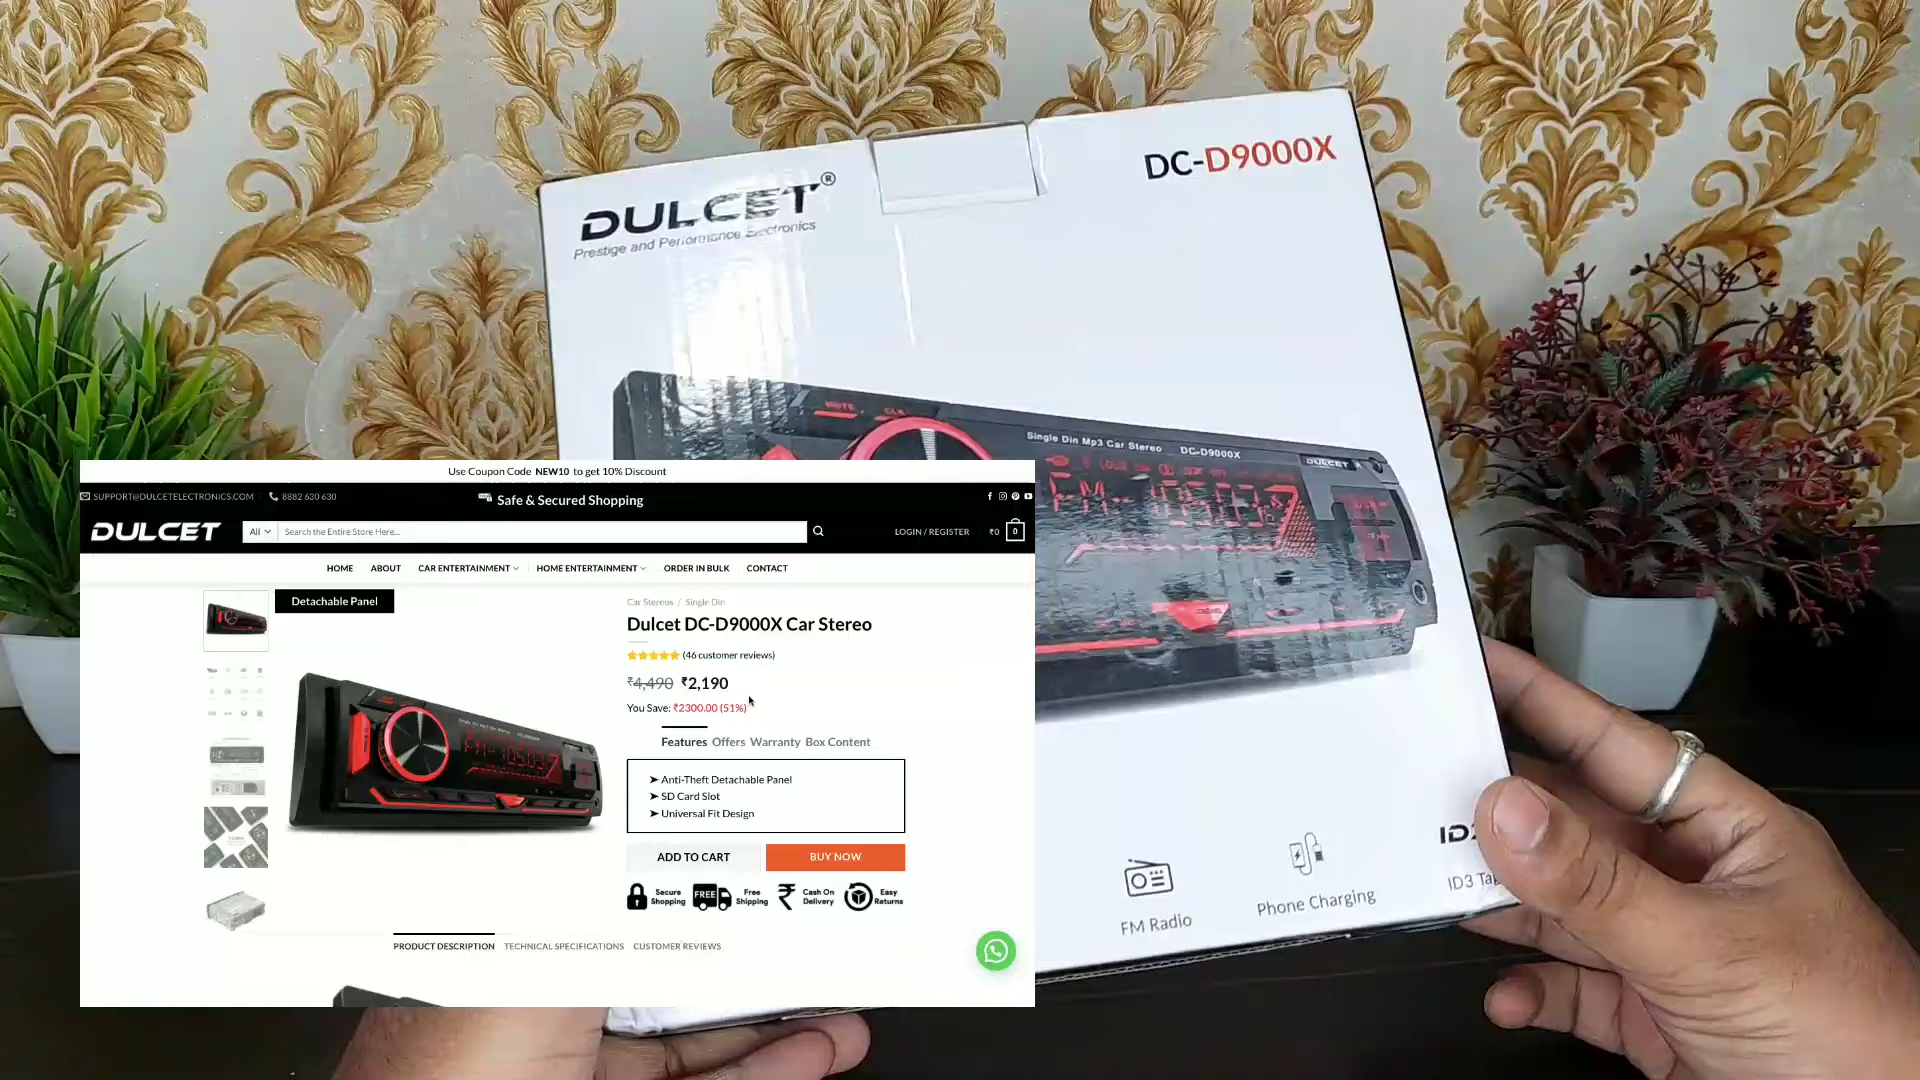 DULCET®
Prestige and Performance Electronics
DC-D9000X
MUTE CLK
Single Din Mp3 Car Stereo DC-D9000X
DULCET
FM
FM Radio
Phone Charging
ID3 Tag
Use Coupon Code NEW10 to get 10% Discount
SUPPORT@DULCETELECTRONICS.COM 8882 630 630
Safe & Secured Shopping
DULCET
All Search the Entire Store Here...
LOGIN / REGISTER ₹0 0
HOME ABOUT CAR ENTERTAINMENT HOME ENTERTAINMENT ORDER IN BULK CONTACT
Detachable Panel
Car Stereos / Single Din
Dulcet DC-D9000X Car Stereo
(46 customer reviews)
₹4,490 ₹2,190
You Save: ₹2300.00 (51%)
Features Offers Warranty Box Content
➤ Anti-Theft Detachable Panel
➤ SD Card Slot
➤ Universal Fit Design
ADD TO CART BUY NOW
Secure Shopping
FREE Free Shipping
Cash On Delivery
Easy Returns
PRODUCT DESCRIPTION TECHNICAL SPECIFICATIONS CUSTOMER REVIEWS